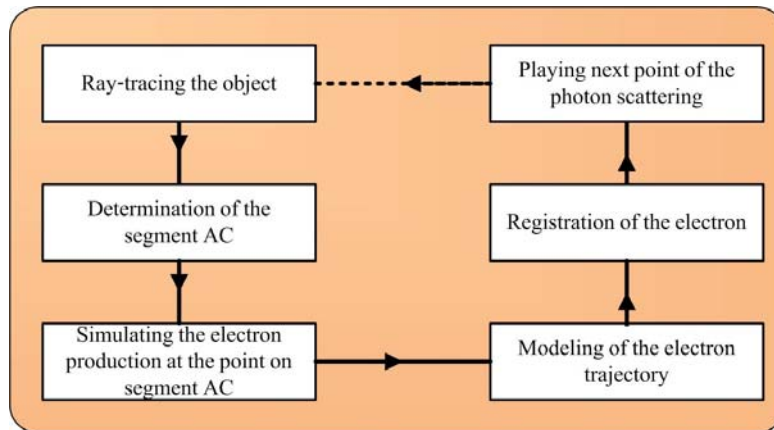 Ray-tracing the object
Determination of the
segment AC
Simulating the electron
production at the point on
segment AC
Modeling of the electron
trajectory
Registration of the electron
Playing next point of the
photon scattering